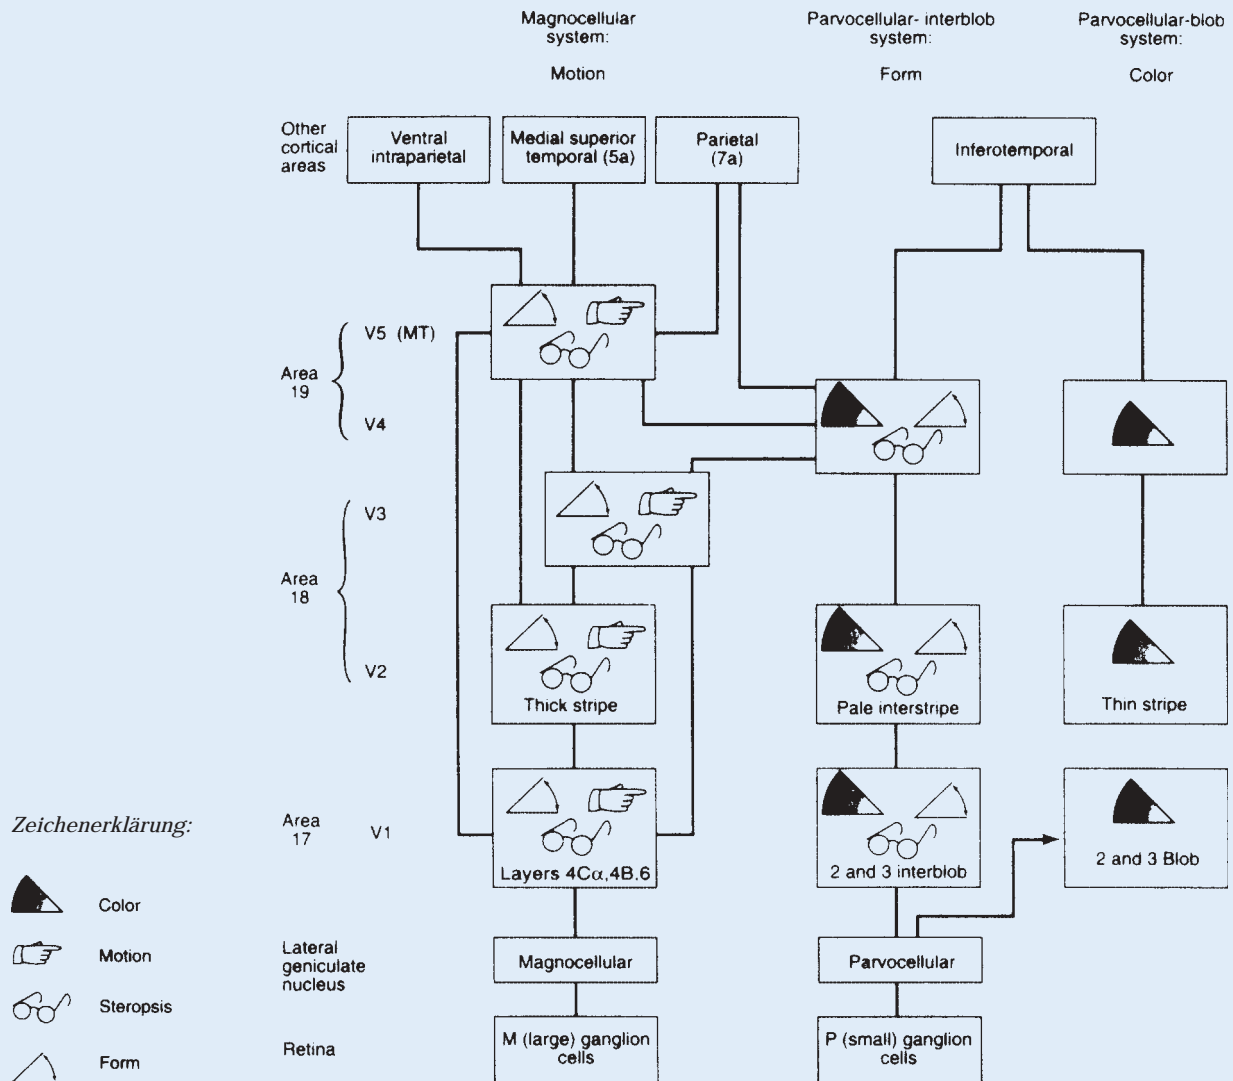 Magnocellular
system:
Motion
Parvocellular- interblob
system:
Form
Parvocellular-blob
system:
Color
Other
cortical
areas
Ventral
intraparietal
Medial superior
temporal (5a)
Parietal
(7a)
Inferotemporal
Area
19
V5 (MT)
V4
Area
18
V3
V2
Thick stripe
Pale interstripe
Thin stripe
Area
17
V1
Layers 4Cα,4B.6
2 and 3 interblob
2 and 3 Blob
Lateral
geniculate
nucleus
Magnocellular
Parvocellular
Retina
M (large) ganglion
cells
P (small) ganglion
cells
Zeichenerklärung:
Color
Motion
Steropsis
Form